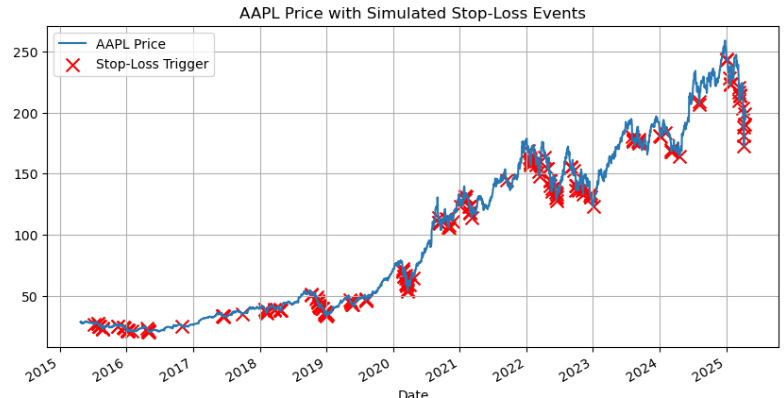 AAPL Price with Simulated Stop-Loss Events
AAPL Price
Stop-Loss Trigger
250
200
150
100
50
2015 2016 2017 2018 2019 2020 2021 2022 2023 2024 2025
Date